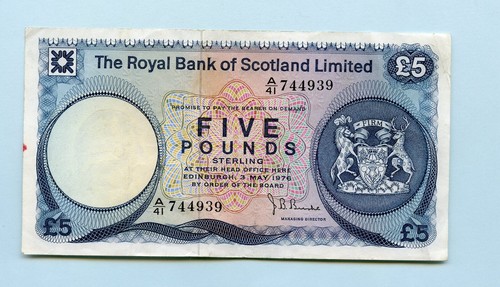 The Royal Bank of Scotland Limited
£5
A/41 744939
PROMISE TO PAY THE BEARER ON DEMAND
FIRM
FIVE
POUNDS
STERLING
AT THEIR HEAD OFFICE HERE
EDINBURGH, 3 MAY 1976
BY ORDER OF THE BOARD
A/41 744939
J B Burke
MANAGING DIRECTOR
£5
£5